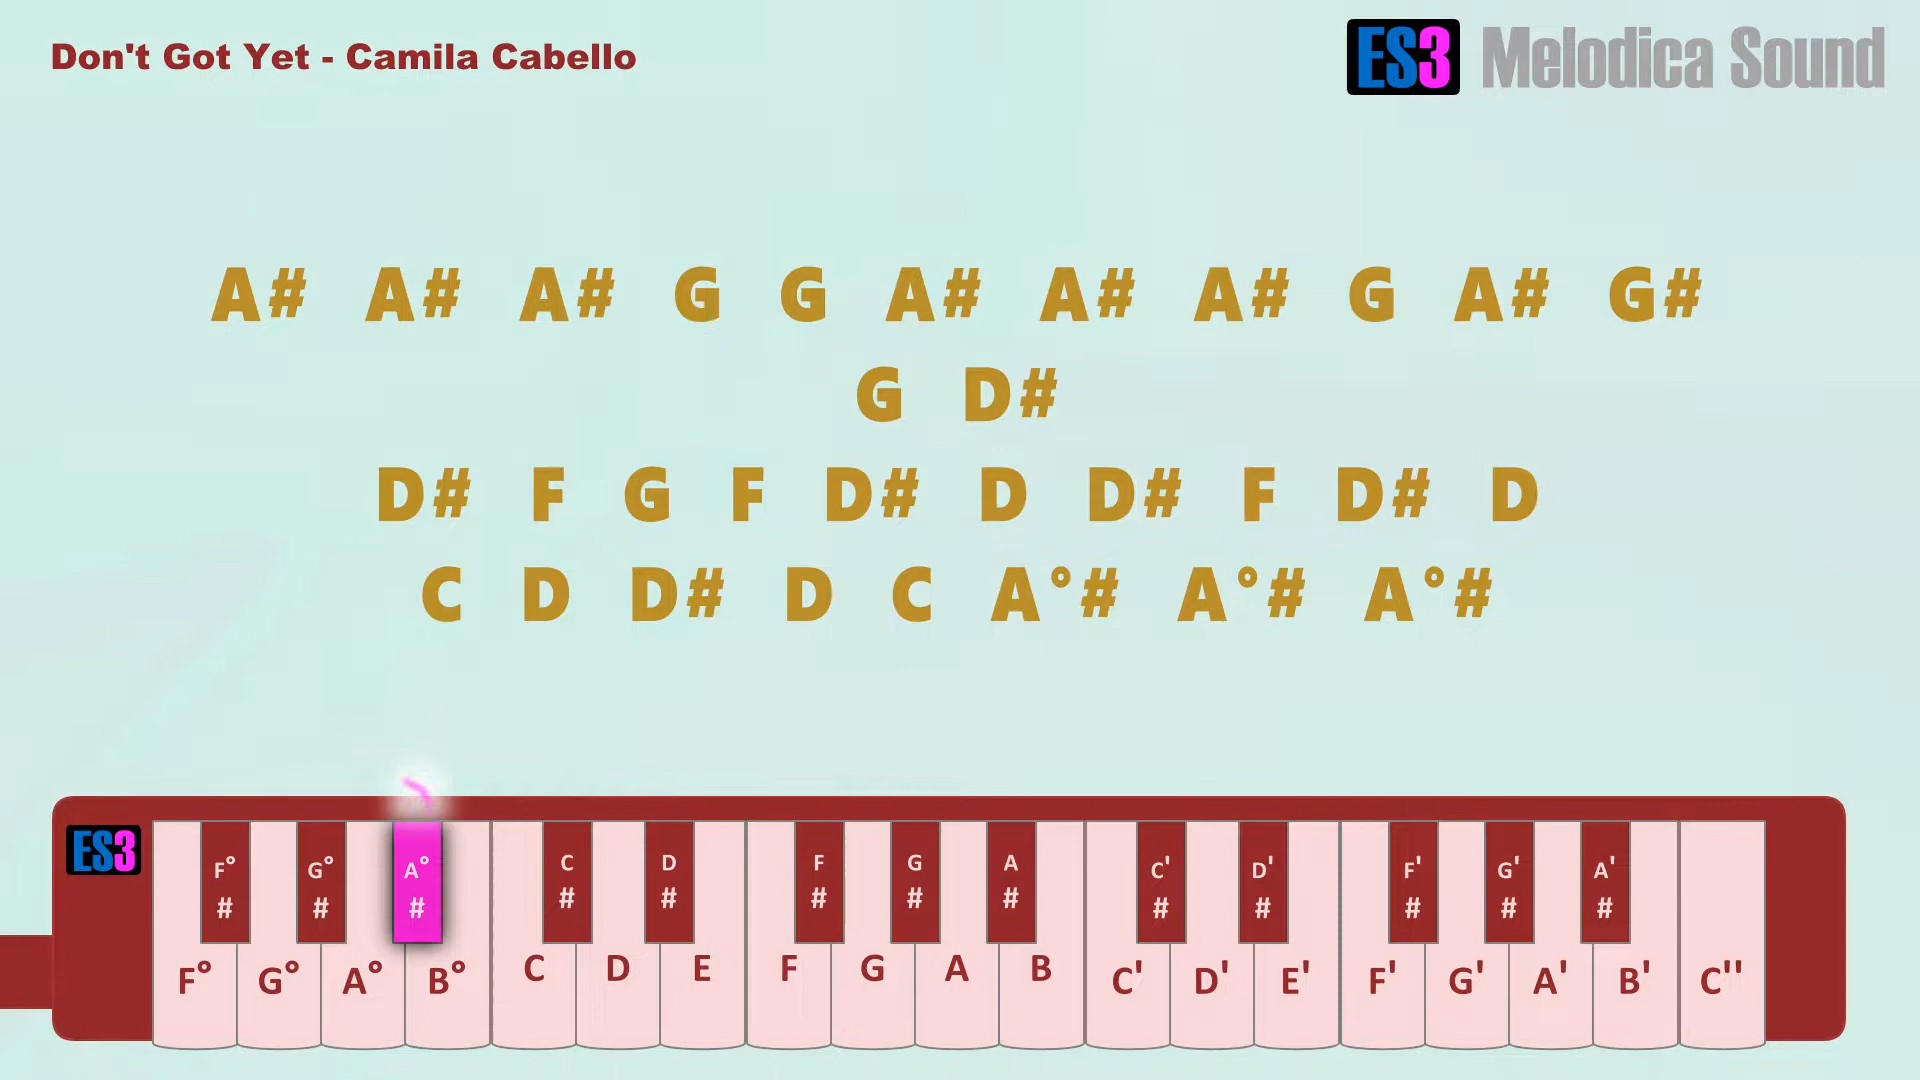 Don't Got Yet - Camila Cabello
ES3 Melodica Sound
A# A# A# G G A# A# A# G A# G#
G D#
D# F G F D# D D# F D# D
C D D# D C A°# A°# A°#
ES3
F°# G°# A°# C# D# F# G# A# C'# D'# F'# G'# A'#
F° G° A° B° C D E F G A B C' D' E' F' G' A' B' C''